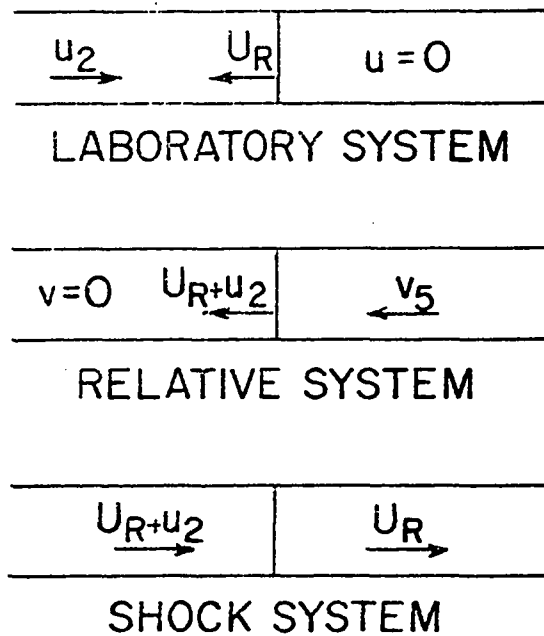 u2 UR u = 0
LABORATORY SYSTEM
v=0 UR+u2 v5
RELATIVE SYSTEM
UR+u2 UR
SHOCK SYSTEM